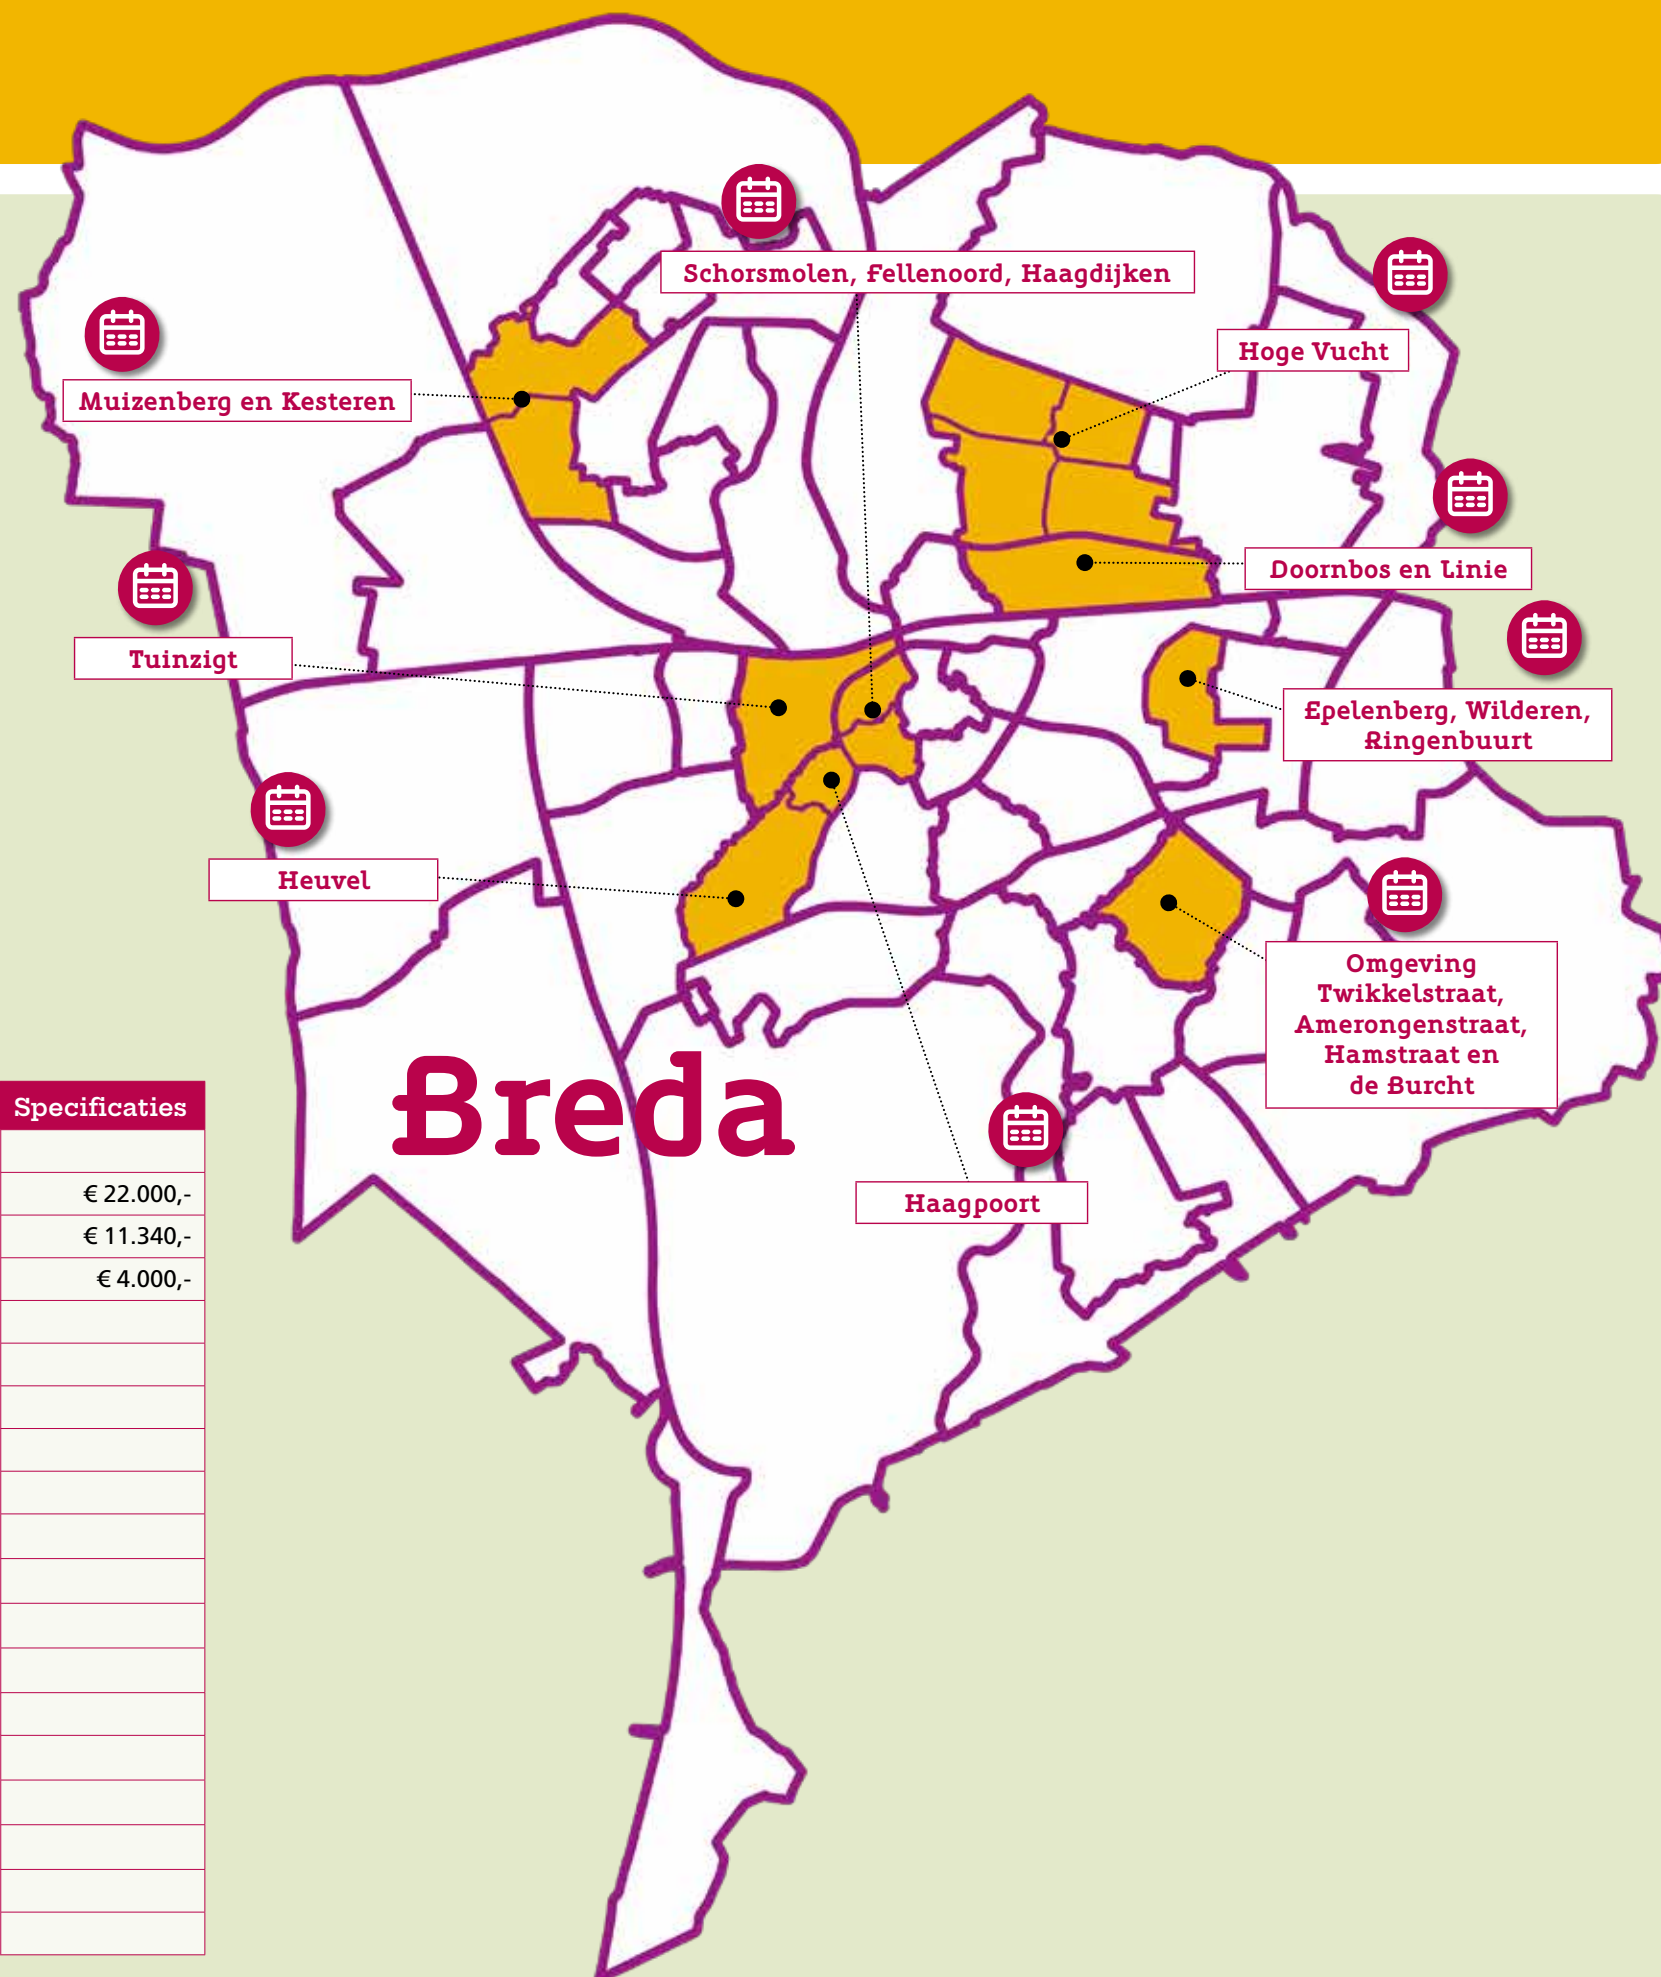 Schorsmolen, Fellenoord, Haagdijken
Hoge Vucht
Muizenberg en Kesteren
Doornbos en Linie
Tuinzigt
Epelenberg, Wilderen,
Ringenbuurt
Heuvel
Omgeving
Twikkelstraat,
Amerongenstraat,
Hamstraat en
de Burcht
Breda
Haagpoort
Specificaties
€ 22.000,-
€ 11.340,-
€ 4.000,-